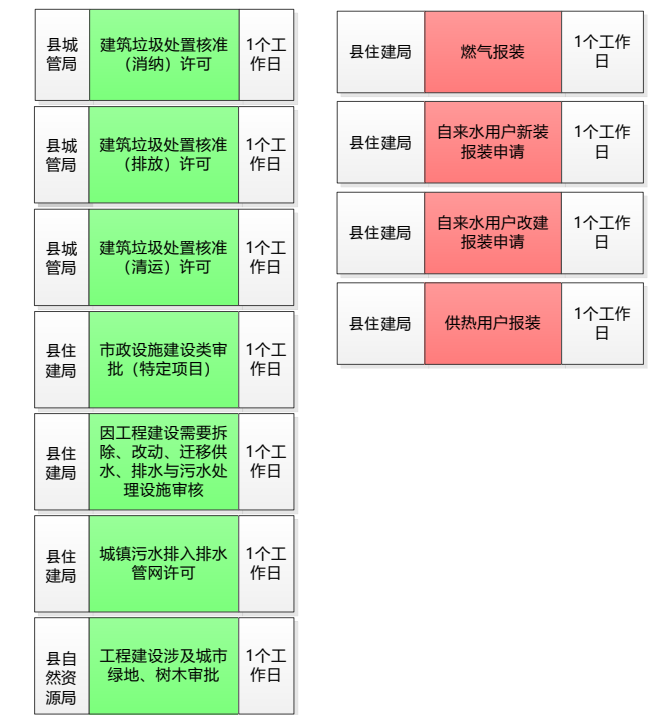 县城
管局
建筑垃圾处置核准
（消纳）许可
1个工
作日
县城
管局
建筑垃圾处置核准
（排放）许可
1个工
作日
县城
管局
建筑垃圾处置核准
（清运）许可
1个工
作日
县住
建局
市政设施建设类审
批（特定项目）
1个工
作日
县住
建局
因工程建设需要拆
除、改动、迁移供
水、排水与污水处
理设施审核
1个工
作日
县住
建局
城镇污水排入排水
管网许可
1个工
作日
县自
然资
源局
工程建设涉及城市
绿地、树木审批
1个工
作日
县住建局
燃气报装
1个工作
日
县住建局
自来水用户新装
报装申请
1个工作
日
县住建局
自来水用户改建
报装申请
1个工作
日
县住建局
供热用户报装
1个工作
日